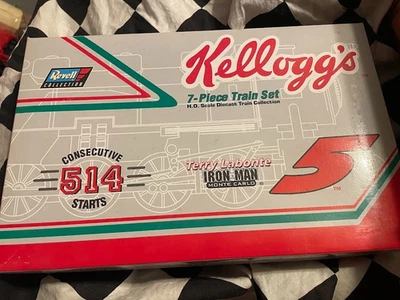 Revell
COLLECTION
Kellogg's
7-Piece Train Set
H.O. Scale Diecast Train Collection
CONSECUTIVE
514
STARTS
Terry Labonte
IRON MAN
MONTE CARLO
5
TM